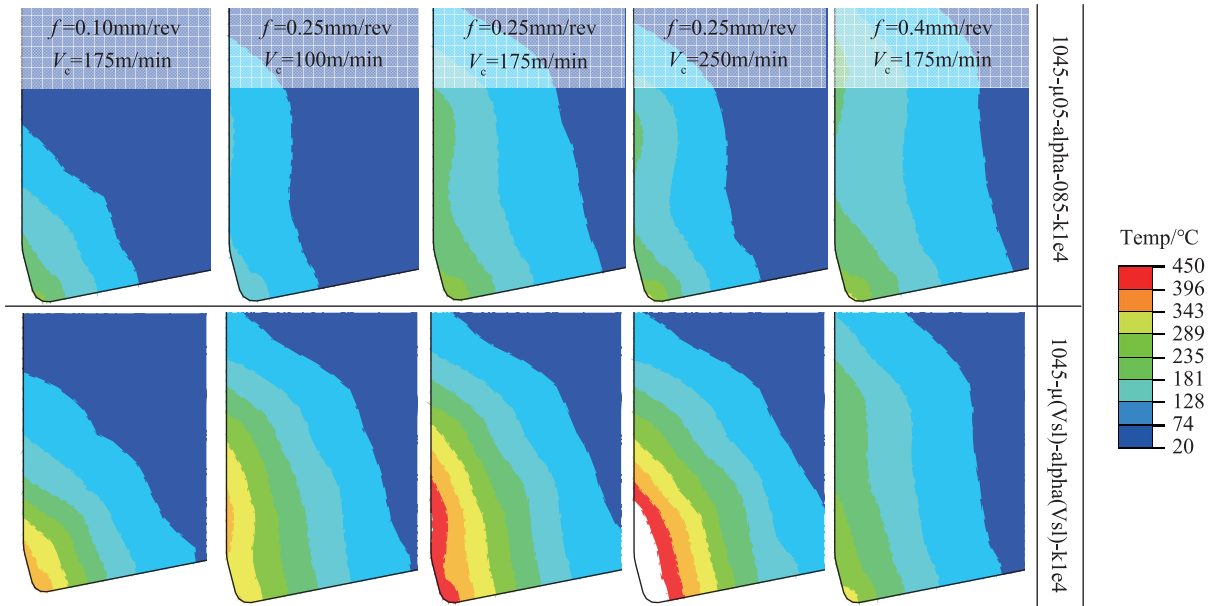 f=0.10mm/rev
Vc=175m/min
f=0.25mm/rev
Vc=100m/min
f=0.25mm/rev
Vc=175m/min
f=0.25mm/rev
Vc=250m/min
f=0.4mm/rev
Vc=175m/min
1045-μ05-alpha-085-k1e4
1045-μ(Vsl)-alpha(Vsl)-k1e4
Temp/°C
450
396
343
289
235
181
128
74
20